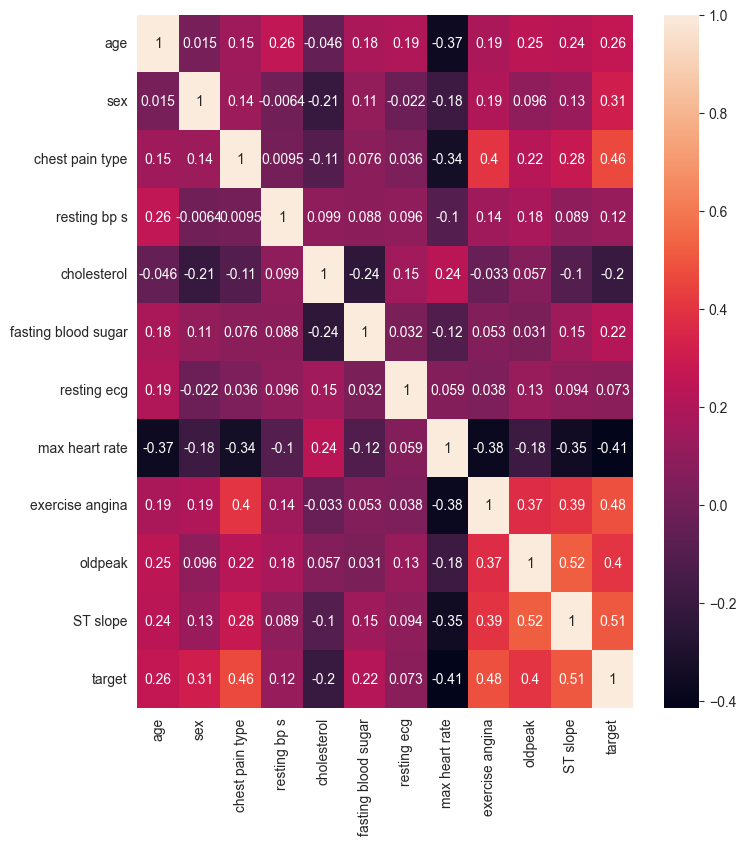 age 1 0.015 0.15 0.26 -0.046 0.18 0.19 -0.37 0.19 0.25 0.24 0.26
sex 0.015 1 0.14 -0.0064 -0.21 0.11 -0.022 -0.18 0.19 0.096 0.13 0.31
chest pain type 0.15 0.14 1 0.0095 -0.11 0.076 0.036 -0.34 0.4 0.22 0.28 0.46
resting bp s 0.26 -0.0064 0.0095 1 0.099 0.088 0.096 -0.1 0.14 0.18 0.089 0.12
cholesterol -0.046 -0.21 -0.11 0.099 1 -0.24 0.15 0.24 -0.033 0.057 -0.1 -0.2
fasting blood sugar 0.18 0.11 0.076 0.088 -0.24 1 0.032 -0.12 0.053 0.031 0.15 0.22
resting ecg 0.19 -0.022 0.036 0.096 0.15 0.032 1 0.059 0.038 0.13 0.094 0.073
max heart rate -0.37 -0.18 -0.34 -0.1 0.24 -0.12 0.059 1 -0.38 -0.18 -0.35 -0.41
exercise angina 0.19 0.19 0.4 0.14 -0.033 0.053 0.038 -0.38 1 0.37 0.39 0.48
oldpeak 0.25 0.096 0.22 0.18 0.057 0.031 0.13 -0.18 0.37 1 0.52 0.4
ST slope 0.24 0.13 0.28 0.089 -0.1 0.15 0.094 -0.35 0.39 0.52 1 0.51
target 0.26 0.31 0.46 0.12 -0.2 0.22 0.073 -0.41 0.48 0.4 0.51 1
age
sex
chest pain type
resting bp s
cholesterol
fasting blood sugar
resting ecg
max heart rate
exercise angina
oldpeak
ST slope
target
1.0
0.8
0.6
0.4
0.2
0.0
−0.2
−0.4